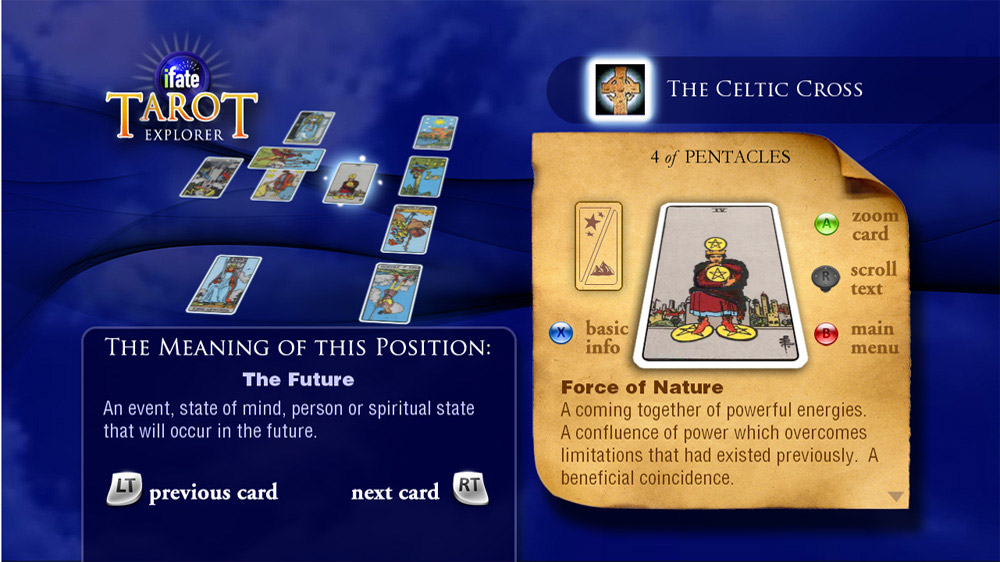 ifate
TAROT
EXPLORER
THE CELTIC CROSS
4 of PENTACLES
IV
A zoom
card
R scroll
text
X basic
info
B main
menu
THE MEANING OF THIS POSITION:
The Future
An event, state of mind, person or spiritual state
that will occur in the future.
LT previous card
next card RT
Force of Nature
A coming together of powerful energies.
A confluence of power which overcomes
limitations that had existed previously. A
beneficial coincidence.